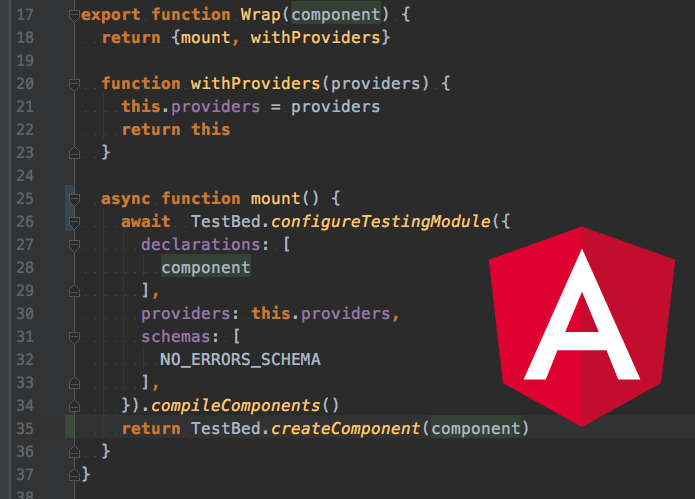 17 export function Wrap(component) {
18   return {mount, withProviders}
19
20   function withProviders(providers) {
21     this.providers = providers
22     return this
23   }
24
25   async function mount() {
26     await  TestBed.configureTestingModule({
27       declarations: [
28         component
29       ],
30       providers: this.providers,
31       schemas: [
32         NO_ERRORS_SCHEMA
33       ],
34     }).compileComponents()
35     return TestBed.createComponent(component)
36   }
37 }
38
A